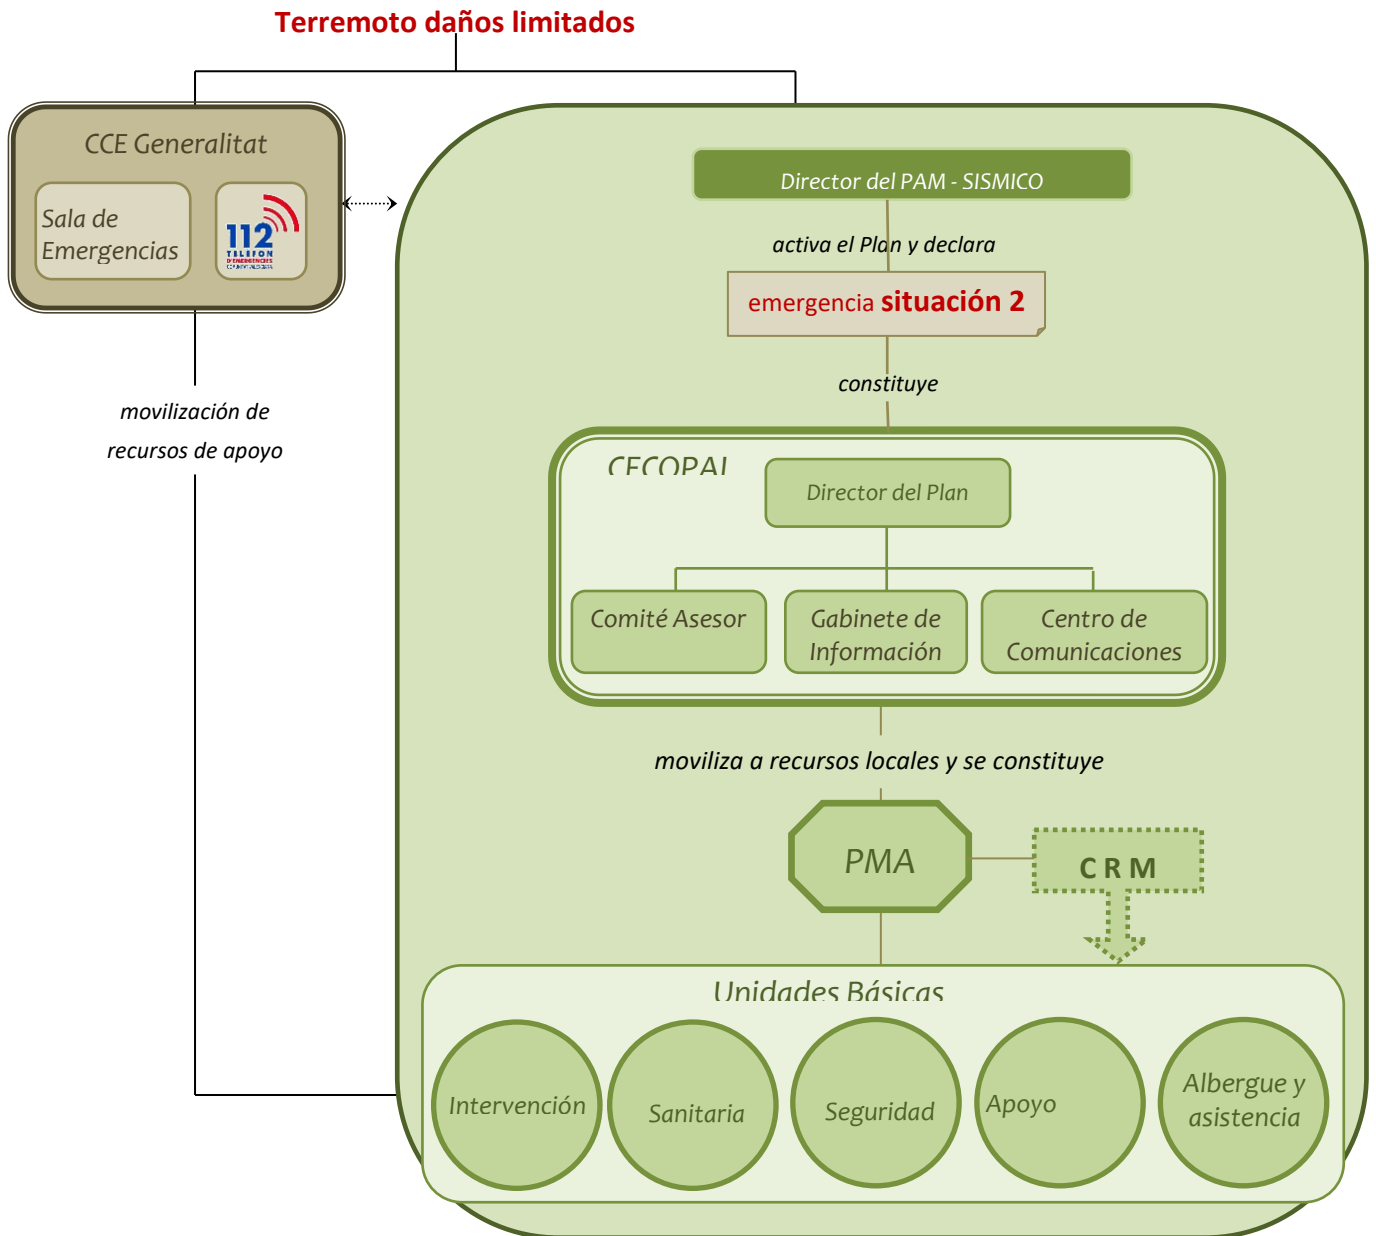 Terremoto daños limitados
CCE Generalitat
Sala de
Emergencias
112
TELEFON
D'EMERGENCIES
Director del PAM - SISMICO
activa el Plan y declara
emergencia situación 2
constituye
movilización de
recursos de apoyo
CECOPAL
Director del Plan
Comité Asesor
Gabinete de
Información
Centro de
Comunicaciones
moviliza a recursos locales y se constituye
PMA
C R M
Unidades Básicas
Intervención
Sanitaria
Seguridad
Apoyo
Albergue y
asistencia